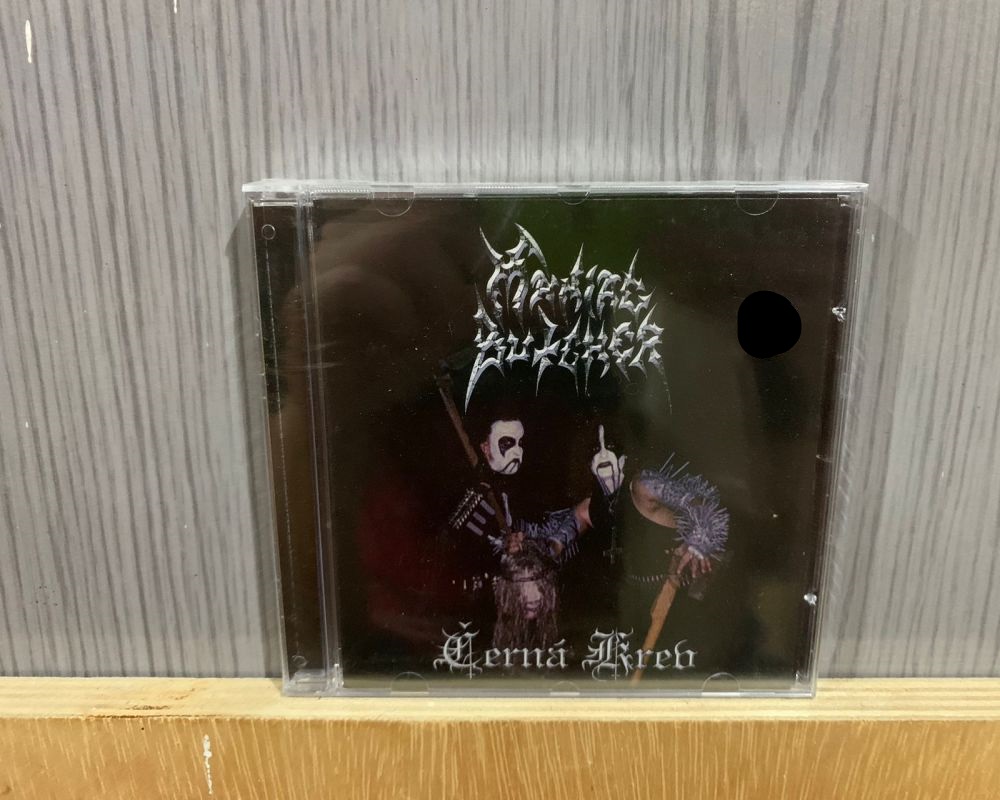 Maniac
Butcher
Černá Krev